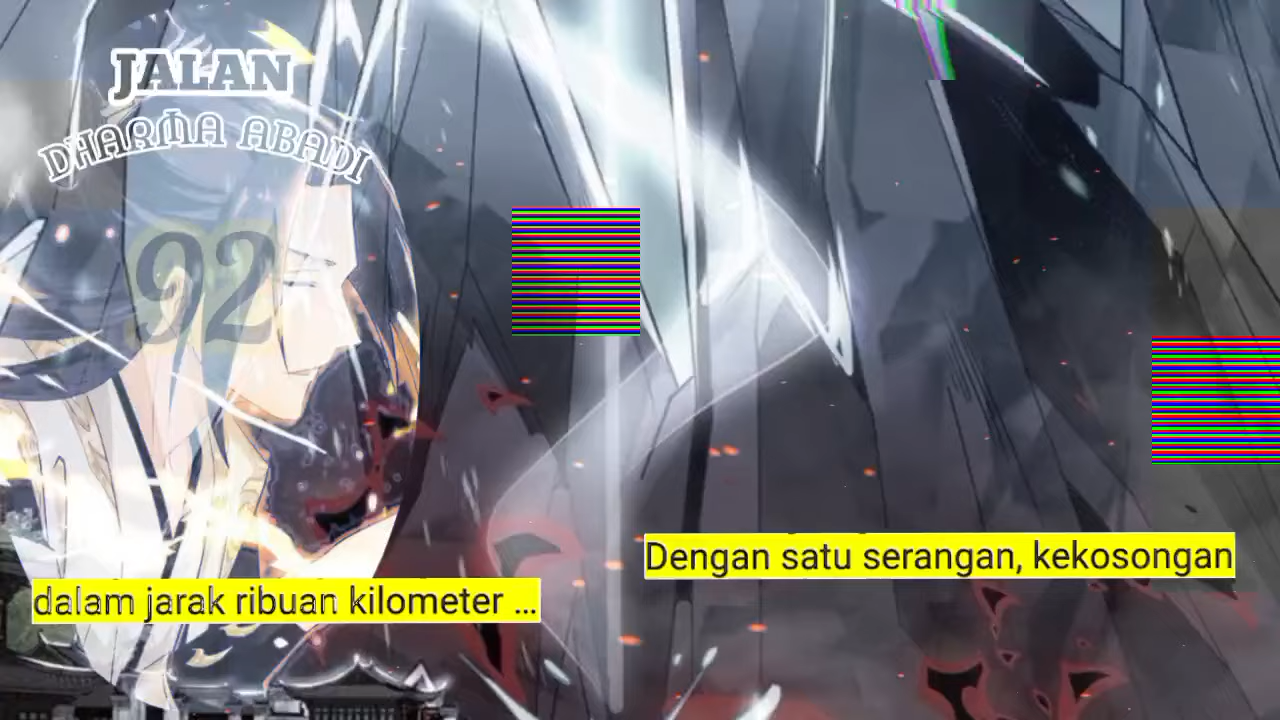 JALAN
DHARMA ABADI
92
Dengan satu serangan, kekosongan
dalam jarak ribuan kilometer ...